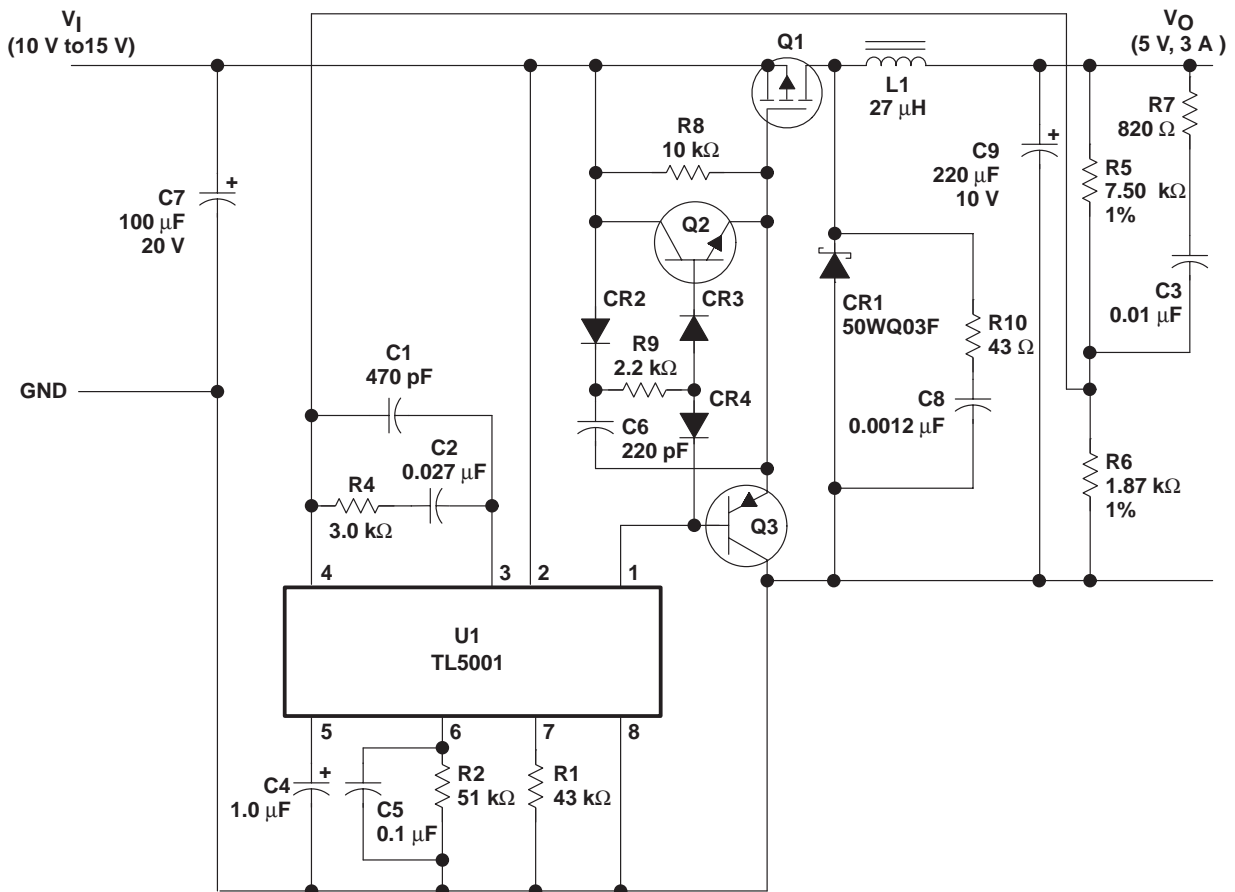 VI
(10 V to15 V)
VO
(5 V, 3 A )
Q1
L1
27 μH
R7
820 Ω
R8
10 kΩ
C9
220 μF
10 V
R5
7.50 kΩ
1%
C7
100 μF
20 V
+
+
Q2
C3
0.01 μF
CR2
CR3
CR1
50WQ03F
R10
43 Ω
C1
470 pF
R9
2.2 kΩ
GND
CR4
C8
0.0012 μF
C6
220 pF
C2
0.027 μF
R4
3.0 kΩ
Q3
R6
1.87 kΩ
1%
4
3
2
1
U1
TL5001
5
6
7
8
C4
1.0 μF
+
C5
0.1 μF
R2
51 kΩ
R1
43 kΩ